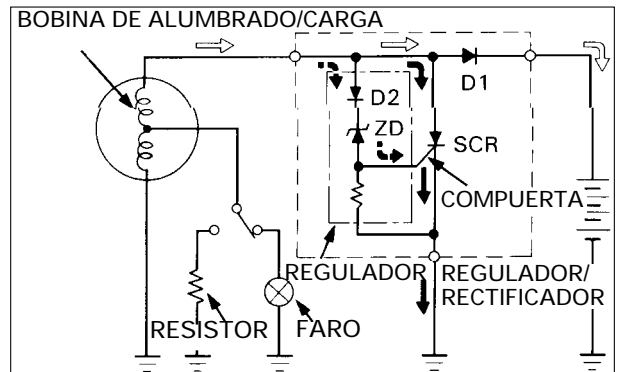 BOBINA DE ALUMBRADO/CARGA
D1
D2
ZD
SCR
COMPUERTA
REGULADOR
REGULADOR/
RECTIFICADOR
RESISTOR
FARO